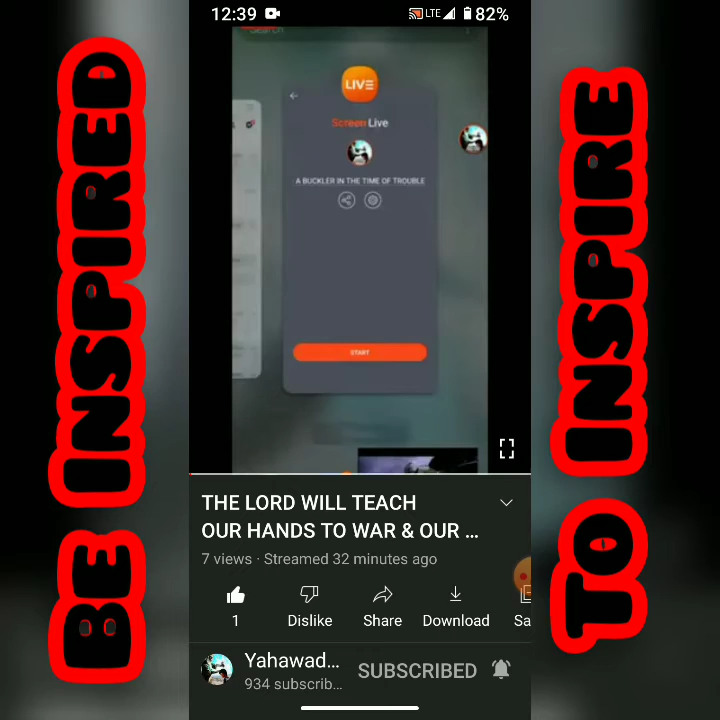 BE INSPIRED
12:39
LTE
82%
Search
LIVE
Screen Live
A BUCKLER IN THE TIME OF TROUBLE
START
THE LORD WILL TEACH
OUR HANDS TO WAR & OUR ...
7 views · Streamed 32 minutes ago
1
Dislike
Share
Download
Sa
Yahawad...
SUBSCRIBED
934 subscrib...
TO INSPIRE